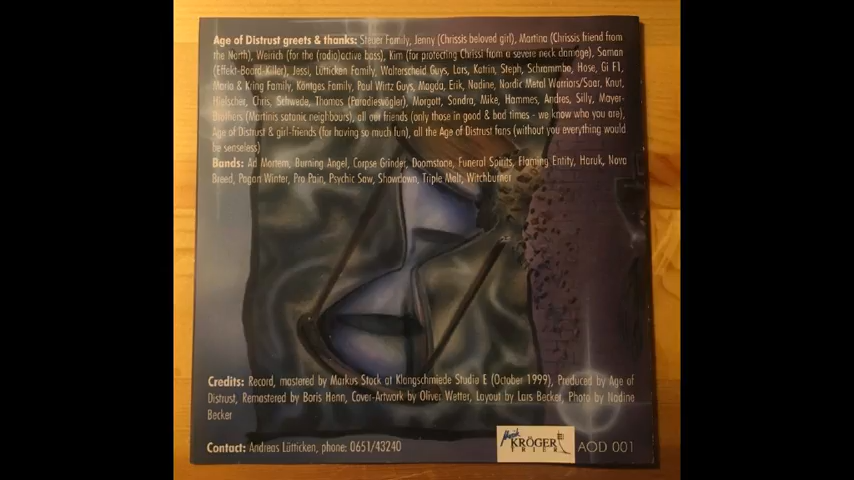 Age of Distrust greets & thanks: Steuer Family, Jenny (Chrissis beloved girl), Martina (Chrissis friend from
the North), Weirich (for the (radio)active bass), Kim (for protecting Chrissi from a severe neck damage), Saman
(Effekt-Board-Killer), Jessi, Lütticken Family, Walterscheid Guys, Lars, Katrin, Steph, Schrammbo, Hose, Gi F1,
Maria & Kring Family, Köntges Family, Paul Wirtz Guys, Magda, Erik, Nadine, Nordic Metal Warriors/Saar, Knut,
Hielscher, Chris, Schwede, Thomas (Paradiesvögler), Morgott, Sandra, Mike, Hammes, Andres, Silly, Mayer-
Brothers (Martinis satanic neighbours), all our friends (only those in good & bad times - we know who you are),
Age of Distrust & girl-friends (for having so much fun), all the Age of Distrust fans (without you everything would
be senseless)
Bands: Ad Mortem, Burning Angel, Corpse Grinder, Doomstone, Funeral Spirits, Flaming Entity, Haruk, Nova
Breed, Pagan Winter, Pro Pain, Psychic Saw, Showdown, Triple Malt, Witchburner
Credits: Record, mastered by Markus Stock at Klangschmiede Studio E (October 1999), Produced by Age of
Distrust, Remastered by Boris Henn, Cover-Artwork by Oliver Wetter, Layout by Lars Becker, Photo by Nadine
Becker
Contact: Andreas Lütticken, phone: 0651/43240
Musik
KRÖGER
TRIER
AOD 001